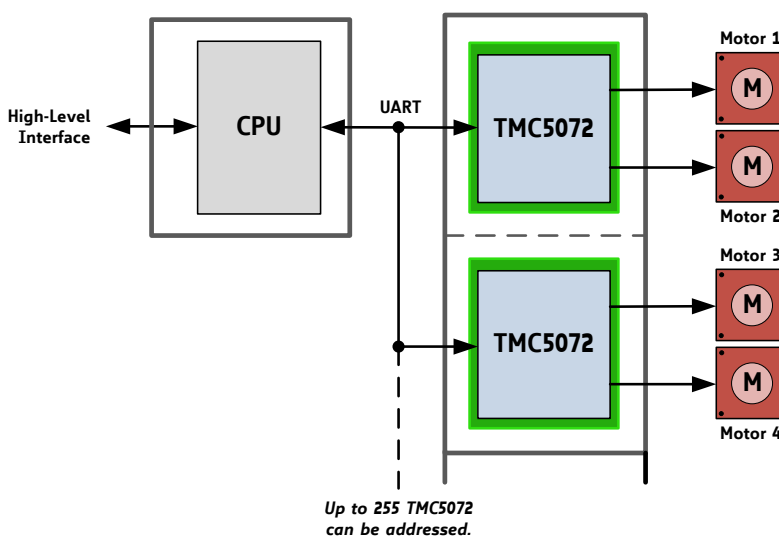 High-Level
Interface
CPU
UART
TMC5072
Motor 1
M
M
Motor 2
TMC5072
Motor 3
M
M
Motor 4
Up to 255 TMC5072
can be addressed.